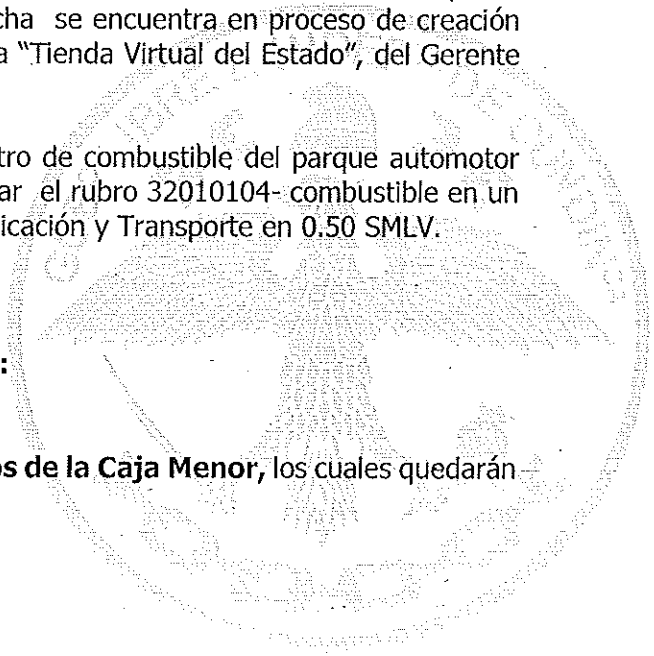 cha se encuentra en proceso de creación
a “Tienda Virtual del Estado”, del Gerente
tro de combustible del parque automotor
ar el rubro 32010104- combustible en un
icación y Transporte en 0.50 SMLV.
:
os de la Caja Menor, los cuales quedarán